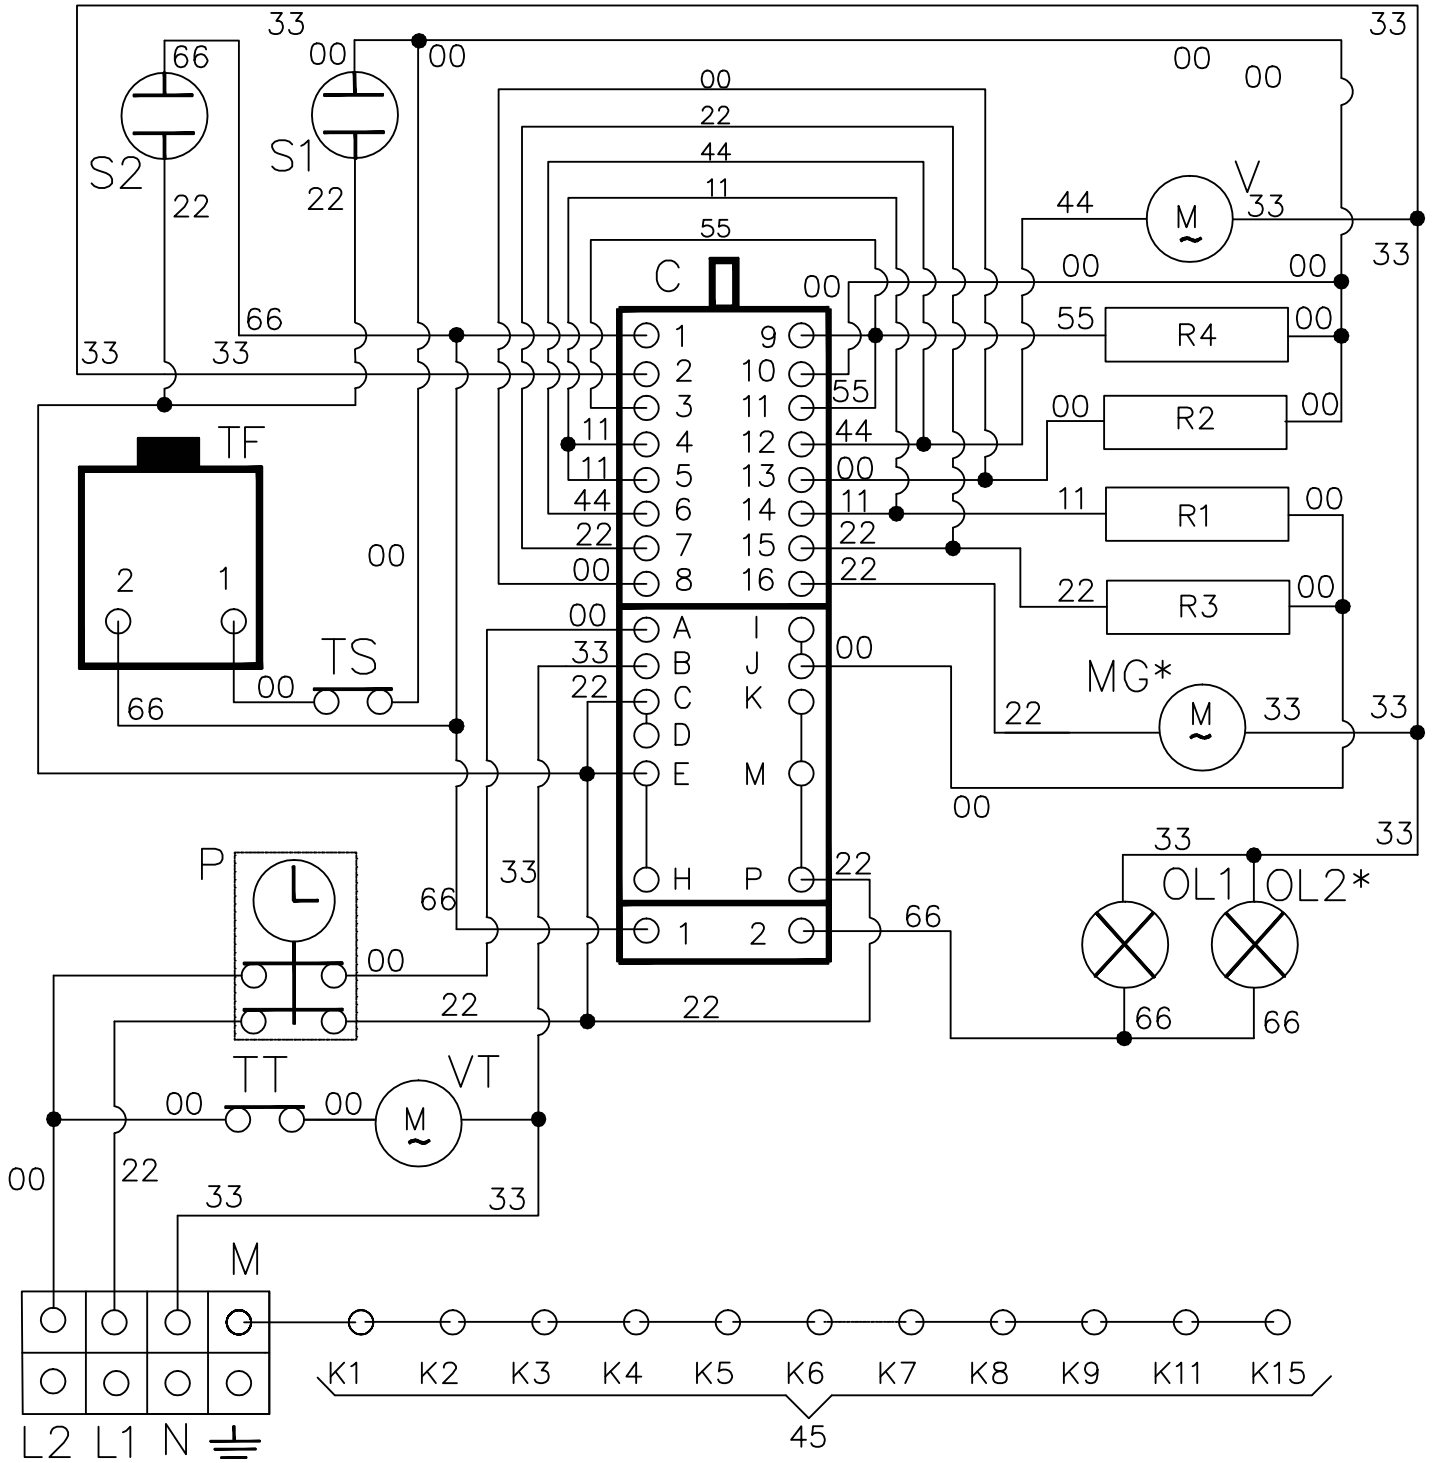 33 33
66 00 00 00 00
00
22
44
11
55
S2 S1
22 22
44 V 33
M
C
33
00 00 00
66 1 9 55 R4 00
33 33 2 10
3 11 55 00 R2 00
TF
11 4 12 44
11 5 13 00
44 6 14 11 11 R1 00
22 7 15 22
00 8 16 22 22 R3 00
00
2 1
00 A I
33 B J 00
TS
00
66
22 C K
D
MG*
22 M 33 33
E M
00
33 33
P
33
66
H P 22
OL1 OL2*
1 2 66
00
22 22
66 66
TT VT
00 00 M
00 22
33 33
M
K1 K2 K3 K4 K5 K6 K7 K8 K9 K11 K15
45
L2 L1 N